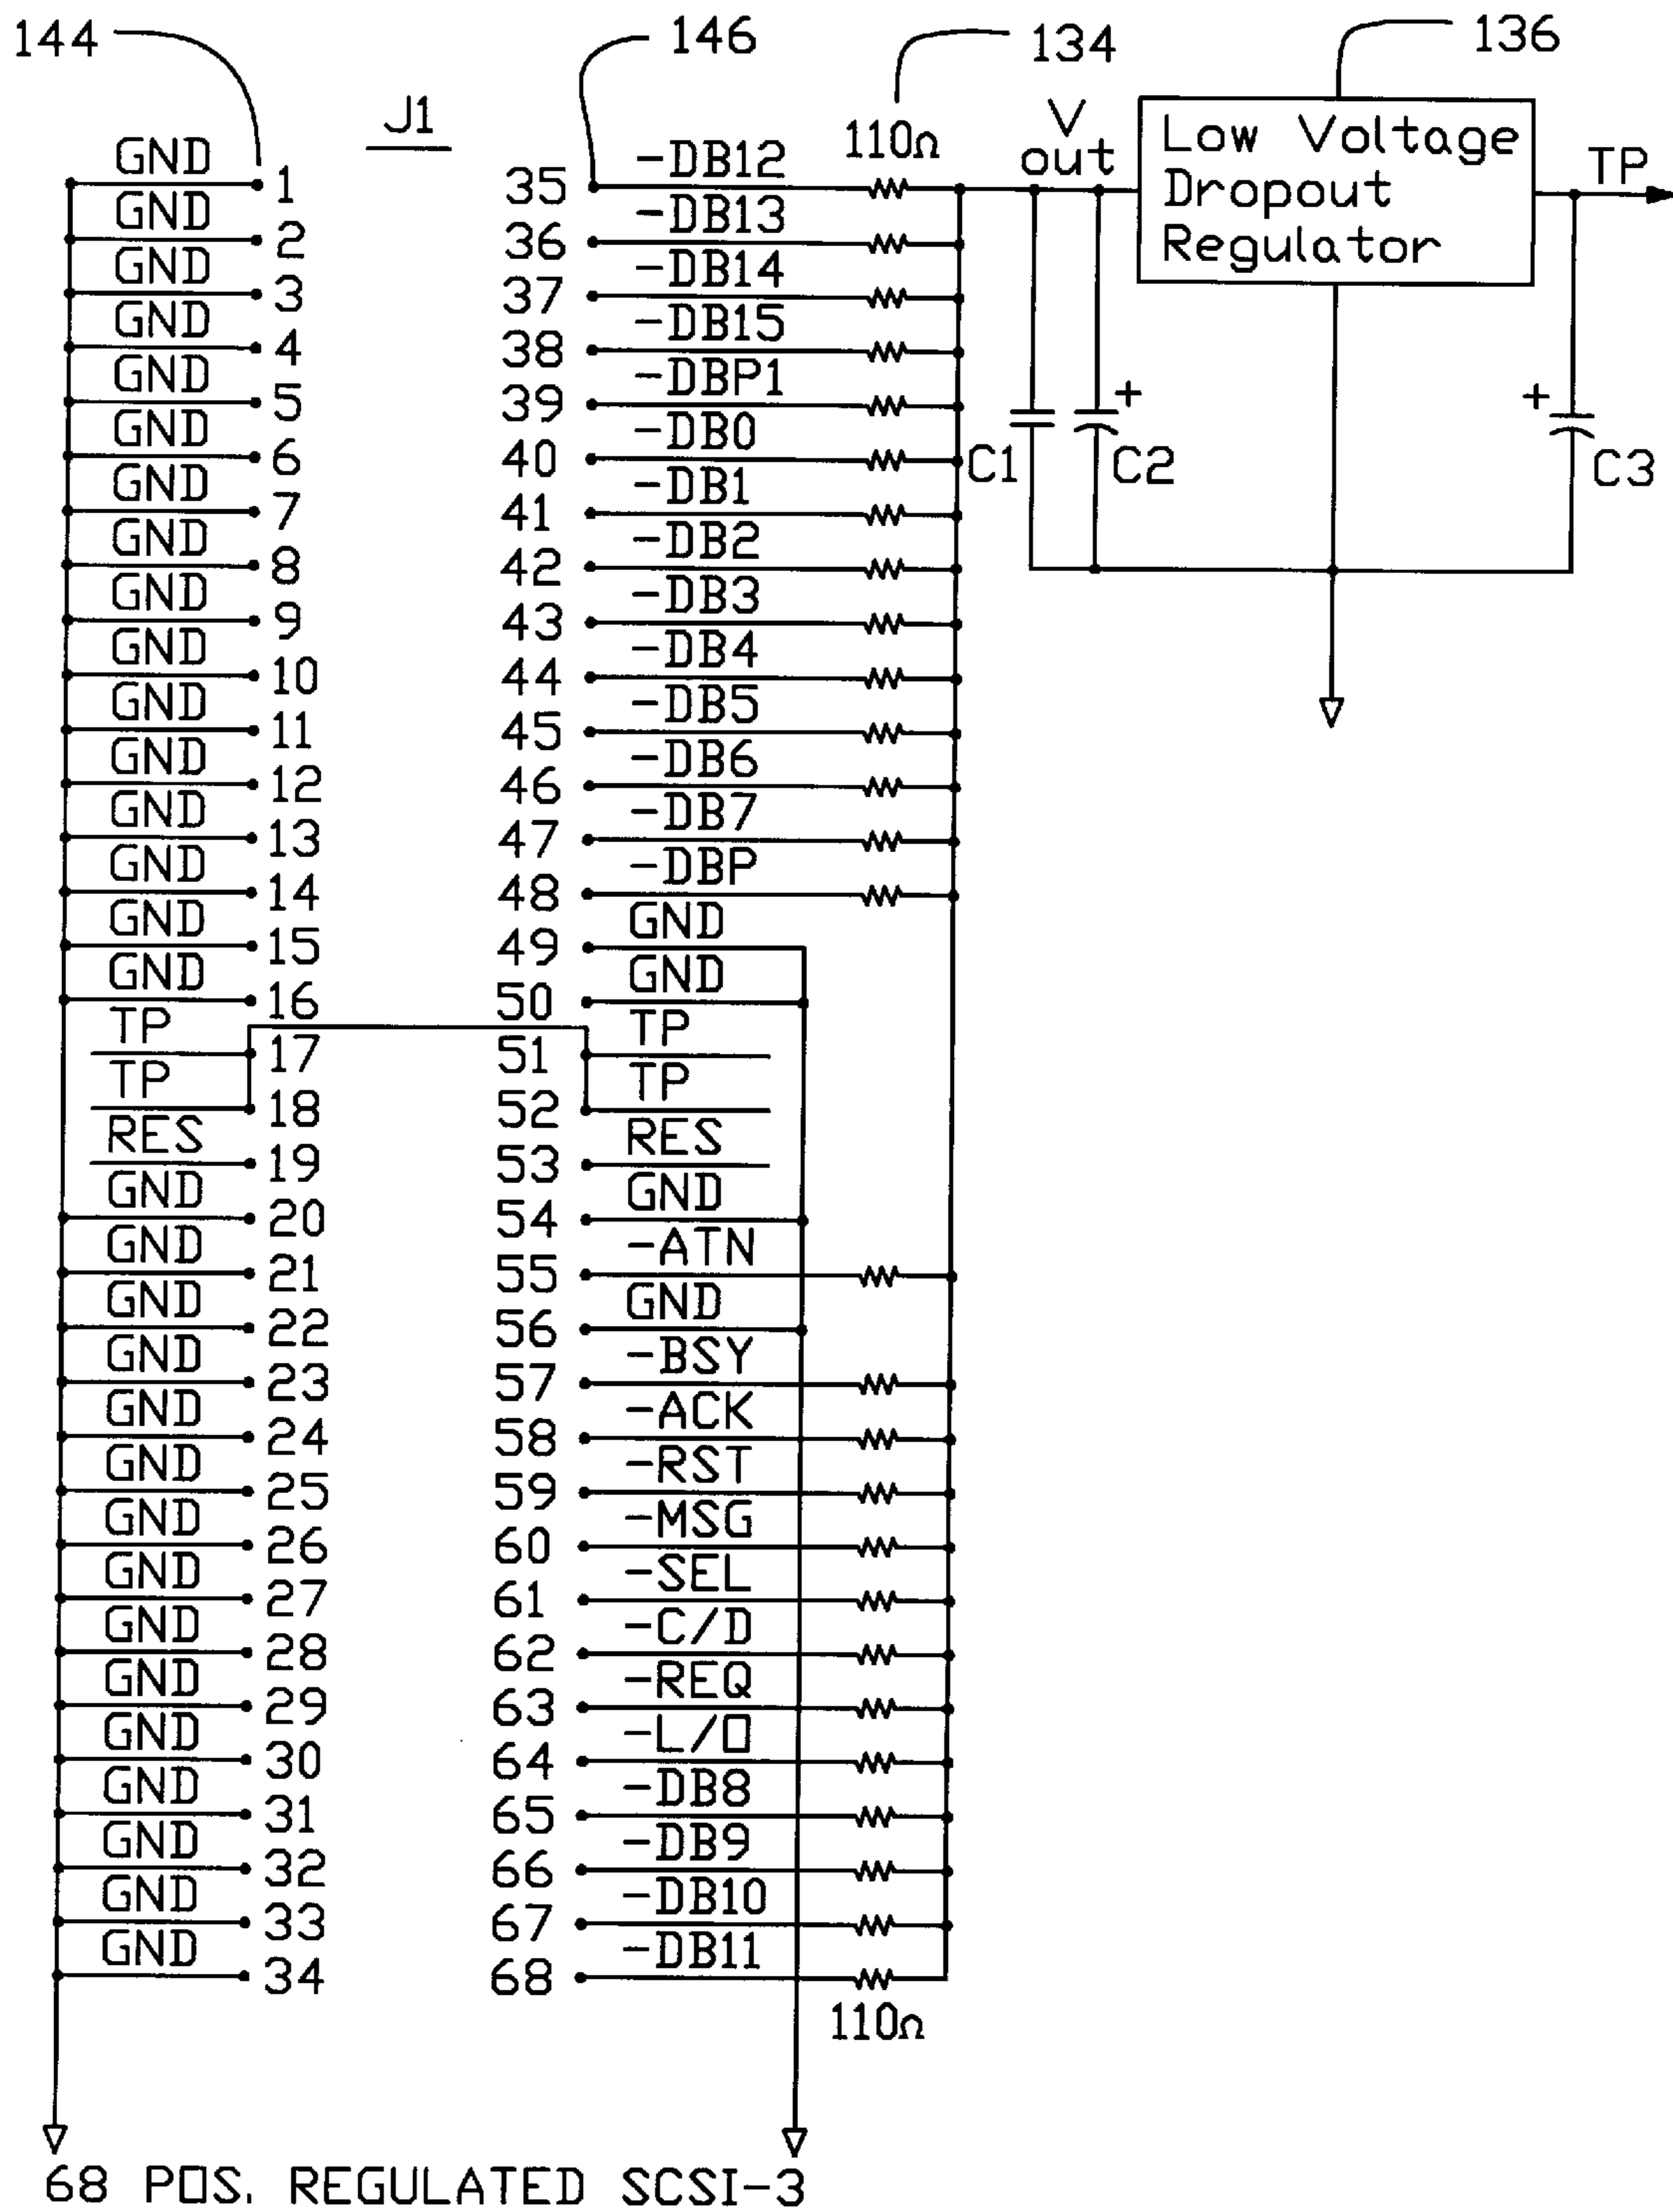 144
146
134
136
J1
110Ω
V
out
Low Voltage
Dropout
Regulator
TP
GND 1 35 -DB12
GND 2 36 -DB13
GND 3 37 -DB14
GND 4 38 -DB15
GND 5 39 -DBP1
GND 6 40 -DB0
GND 7 41 -DB1
GND 8 42 -DB2
GND 9 43 -DB3
GND 10 44 -DB4
GND 11 45 -DB5
GND 12 46 -DB6
GND 13 47 -DB7
GND 14 48 -DBP
GND 15 49 GND
GND 16 50 GND
TP 17 51 TP
TP 18 52 TP
RES 19 53 RES
GND 20 54 GND
GND 21 55 -ATN
GND 22 56 GND
GND 23 57 -BSY
GND 24 58 -ACK
GND 25 59 -RST
GND 26 60 -MSG
GND 27 61 -SEL
GND 28 62 -C/D
GND 29 63 -REQ
GND 30 64 -L/O
GND 31 65 -DB8
GND 32 66 -DB9
GND 33 67 -DB10
GND 34 68 -DB11
+
C1
C2
+
C3
110Ω
68 POS. REGULATED SCSI-3